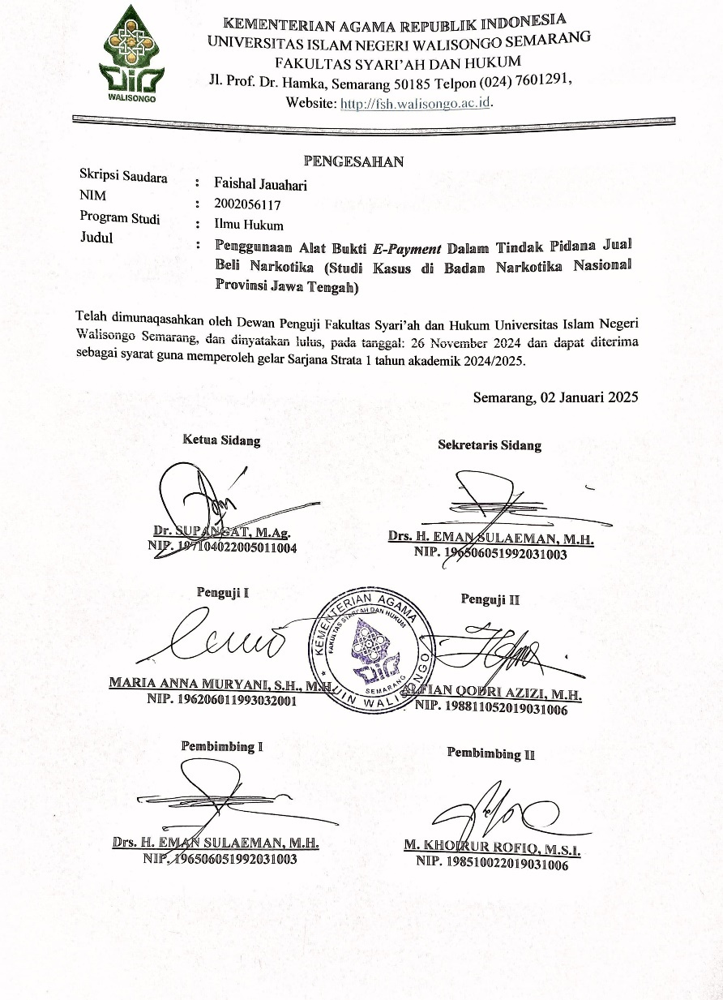 WALISONGO
KEMENTERIAN AGAMA REPUBLIK INDONESIA
UNIVERSITAS ISLAM NEGERI WALISONGO SEMARANG
FAKULTAS SYARI'AH DAN HUKUM
Jl. Prof. Dr. Hamka, Semarang 50185 Telpon (024) 7601291,
Website: http://fsh.walisongo.ac.id.
PENGESAHAN
Skripsi Saudara : Faishal Jauahari
NIM : 2002056117
Program Studi : Ilmu Hukum
Judul : Penggunaan Alat Bukti E-Payment Dalam Tindak Pidana Jual
Beli Narkotika (Studi Kasus di Badan Narkotika Nasional
Provinsi Jawa Tengah)
Telah dimunaqasahkan oleh Dewan Penguji Fakultas Syari'ah dan Hukum Universitas Islam Negeri
Walisongo Semarang, dan dinyatakan lulus, pada tanggal: 26 November 2024 dan dapat diterima
sebagai syarat guna memperoleh gelar Sarjana Strata 1 tahun akademik 2024/2025.
Semarang, 02 Januari 2025
Ketua Sidang
Sekretaris Sidang
Dr. SUPANGAT, M.Ag.
NIP. 197104022005011004
Drs. H. EMAN SULAEMAN, M.H.
NIP. 196506051992031003
Penguji I
Penguji II
KEMENTERIAN AGAMA
FAKULTAS SYARI'AH DAN HUKUM
SEMARANG
UIN WALISONGO
MARIA ANNA MURYANI, S.H., M.H.
NIP. 196206011993032001
ALFIAN QODRI AZIZI, M.H.
NIP. 198811052019031006
Pembimbing I
Pembimbing II
Drs. H. EMAN SULAEMAN, M.H.
NIP. 196506051992031003
M. KHOIRUR ROFIQ, M.S.I.
NIP. 198510022019031006